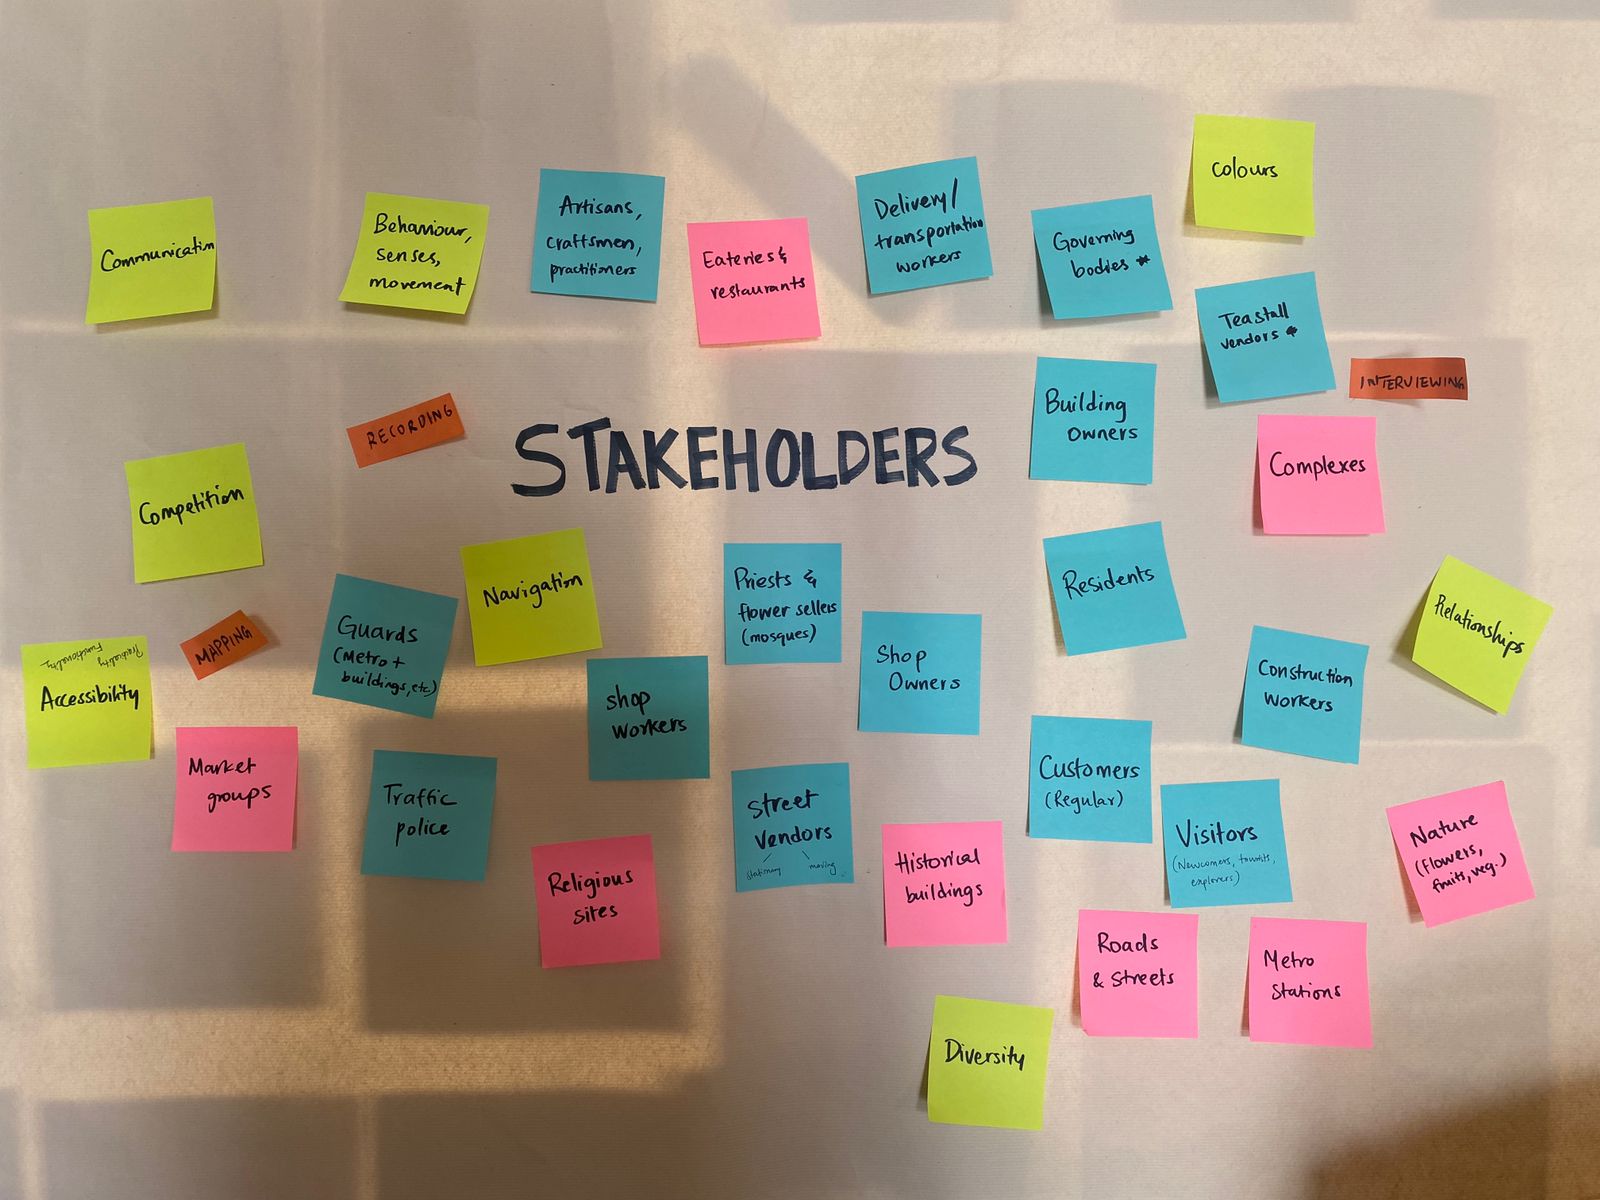 Colours
Communication
Behaviour,
senses,
movement
Artisans,
craftsmen,
practitioners
Eateries &
restaurants
Delivery/
transportation
workers
Governing
bodies *
Teastall
vendors *
INTERVIEWING
RECORDING
STAKEHOLDERS
Building
Owners
Complexes
Competition
Navigation
Priests &
flower sellers
(mosques)
Residents
Relationships
MAPPING
Guards
(Metro +
buildings, etc.)
Shop
Owners
Construction
workers
Functionality
Accessibility
shop
workers
Market
groups
Traffic
police
Street
Vendors
stationary
moving
Customers
(Regular)
Visitors
(Newcomers, tourists,
explorers)
Nature
(flowers,
fruits, veg.)
Religious
sites
Historical
buildings
Roads
& Streets
Metro
Stations
Diversity